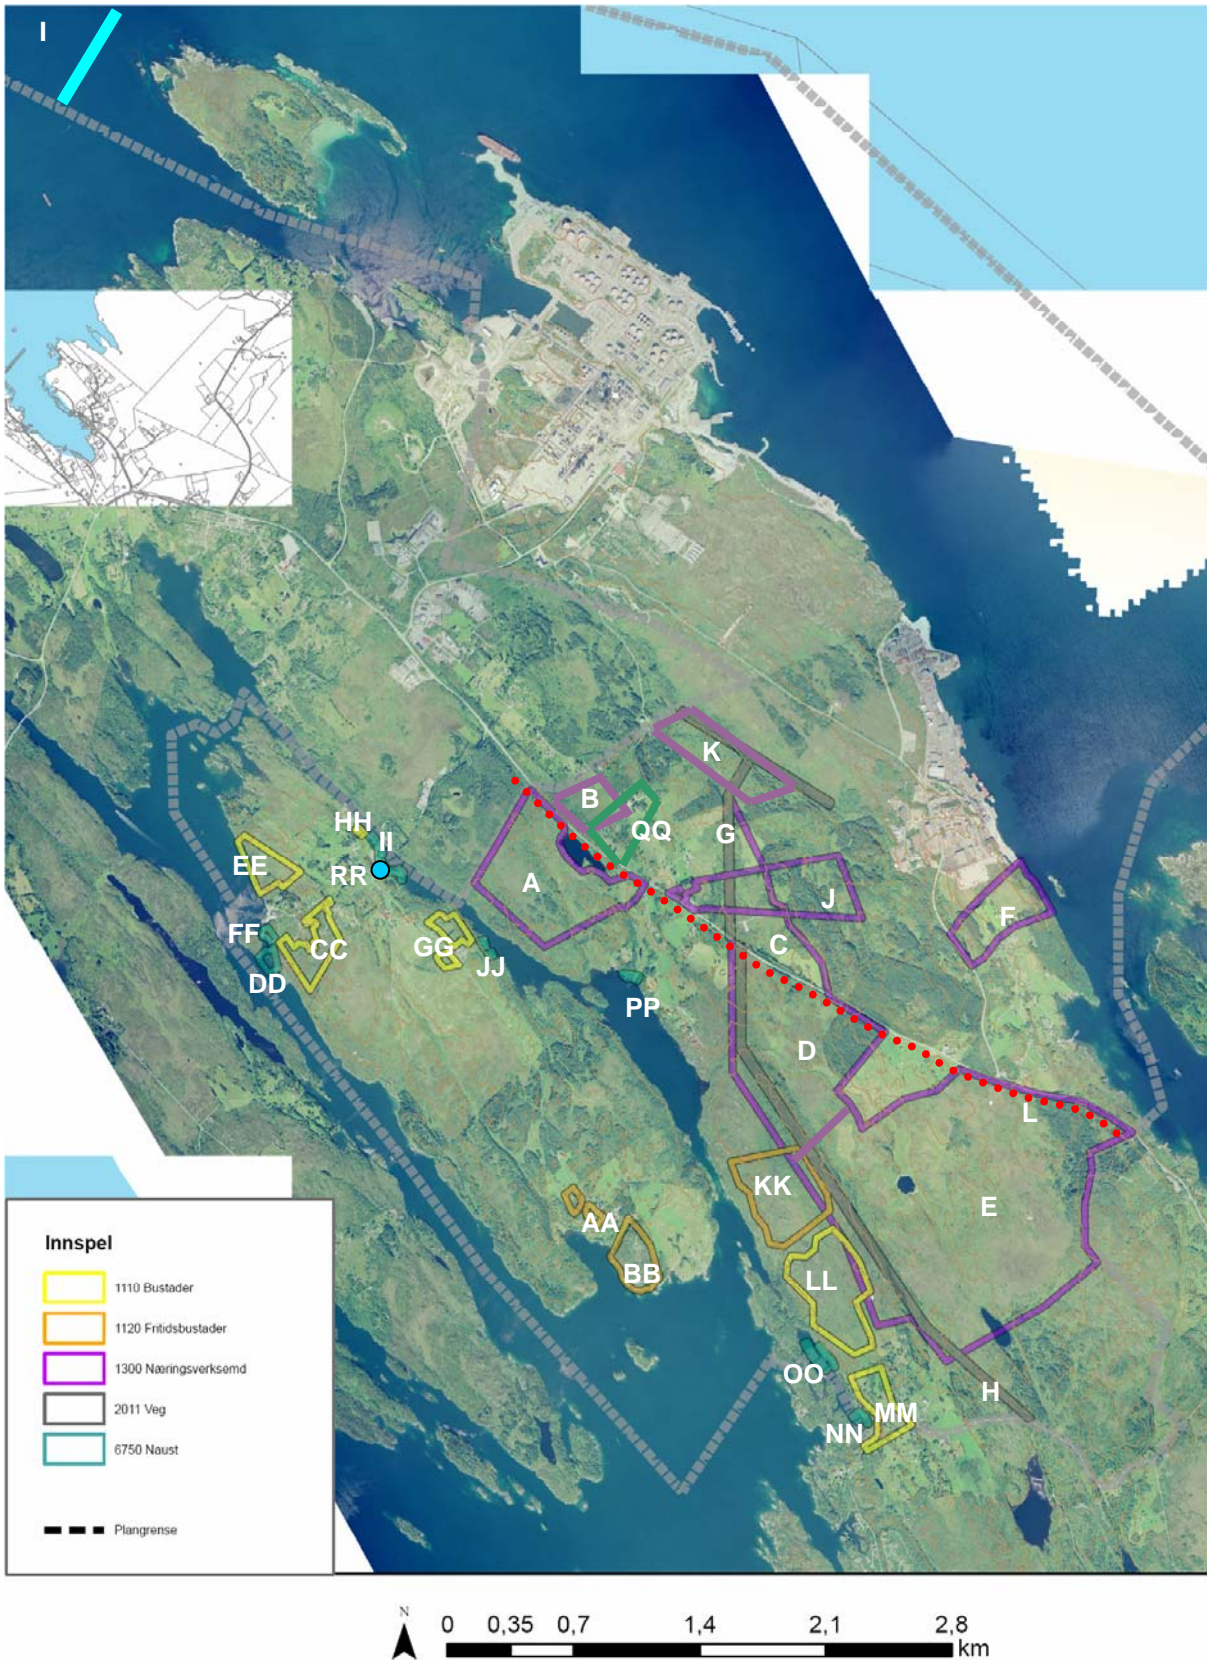 I
K
B
QQ
G
HH
II
RR
EE
A
J
F
FF
CC
GG
JJ
C
DD
PP
D
L
KK
E
AA
BB
LL
OO
H
MM
NN
Innspel
1110 Bustader
1120 Fritidsbustader
1300 Næringsverksemd
2011 Veg
6750 Naust
Plangrense
N
0 0,35 0,7 1,4 2,1 2,8
km